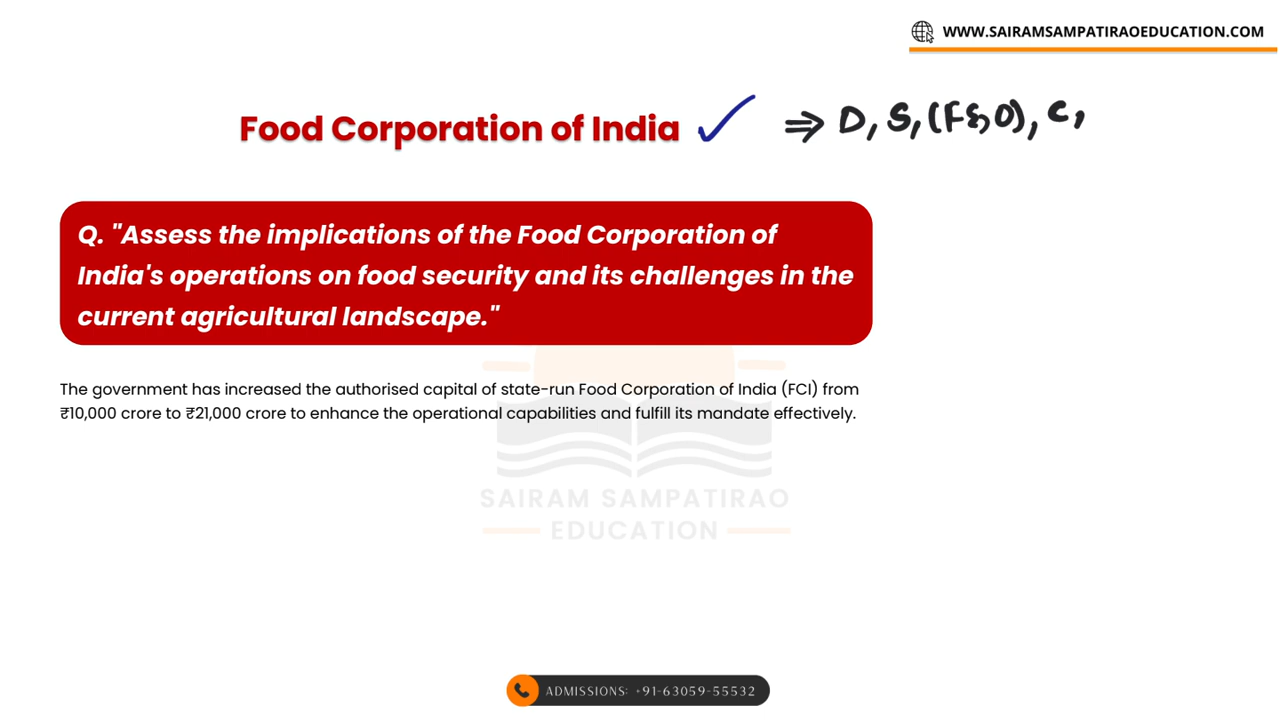 WWW.SAIRAMSAMPATIRAOEDUCATION.COM
Food Corporation of India ⇒ D, S, (F&O), C,
Q. "Assess the implications of the Food Corporation of
India's operations on food security and its challenges in the
current agricultural landscape."
The government has increased the authorised capital of state-run Food Corporation of India (FCI) from
₹10,000 crore to ₹21,000 crore to enhance the operational capabilities and fulfill its mandate effectively.
SAIRAM SAMPATIRAO
EDUCATION
ADMISSIONS: +91-63059-55532